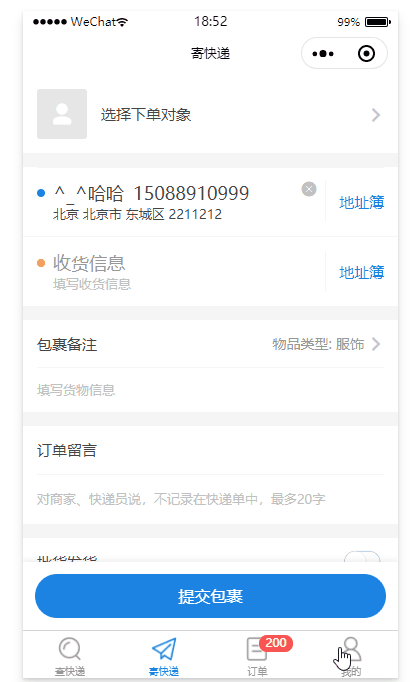 WeChat 18:52 99%
寄快递
选择下单对象
^_^哈哈 15088910999
北京 北京市 东城区 2211212
地址簿
收货信息
填写收货信息
地址簿
包裹备注 物品类型: 服饰
填写货物信息
订单留言
对商家、快递员说，不记录在快递单中，最多20字
批货发货
提交包裹
200
查快递 寄快递 订单 我的